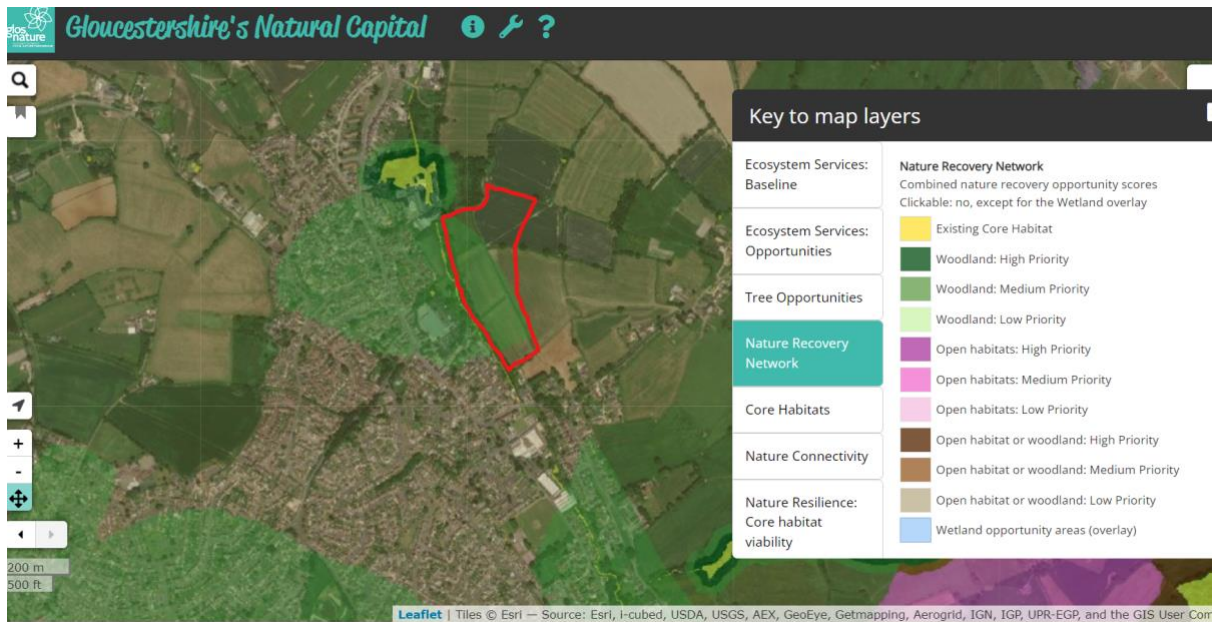 glos
nature
Gloucestershire's Natural Capital
i
?
Key to map layers
Ecosystem Services:
Baseline
Ecosystem Services:
Opportunities
Tree Opportunities
Nature Recovery
Network
Core Habitats
Nature Connectivity
Nature Resilience:
Core habitat
viability
Nature Recovery Network
Combined nature recovery opportunity scores
Clickable: no, except for the Wetland overlay
Existing Core Habitat
Woodland: High Priority
Woodland: Medium Priority
Woodland: Low Priority
Open habitats: High Priority
Open habitats: Medium Priority
Open habitats: Low Priority
Open habitat or woodland: High Priority
Open habitat or woodland: Medium Priority
Open habitat or woodland: Low Priority
Wetland opportunity areas (overlay)
+
-
200 m
500 ft
Leaflet | Tiles © Esri — Source: Esri, i-cubed, USDA, USGS, AEX, GeoEye, Getmapping, Aerogrid, IGN, IGP, UPR-EGP, and the GIS User Com